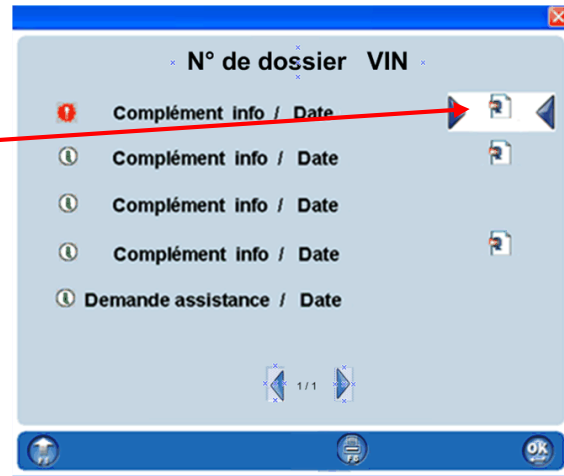 N° de dossier VIN
Complément info / Date
Complément info / Date
Complément info / Date
Complément info / Date
Demande assistance / Date
1 / 1
OK